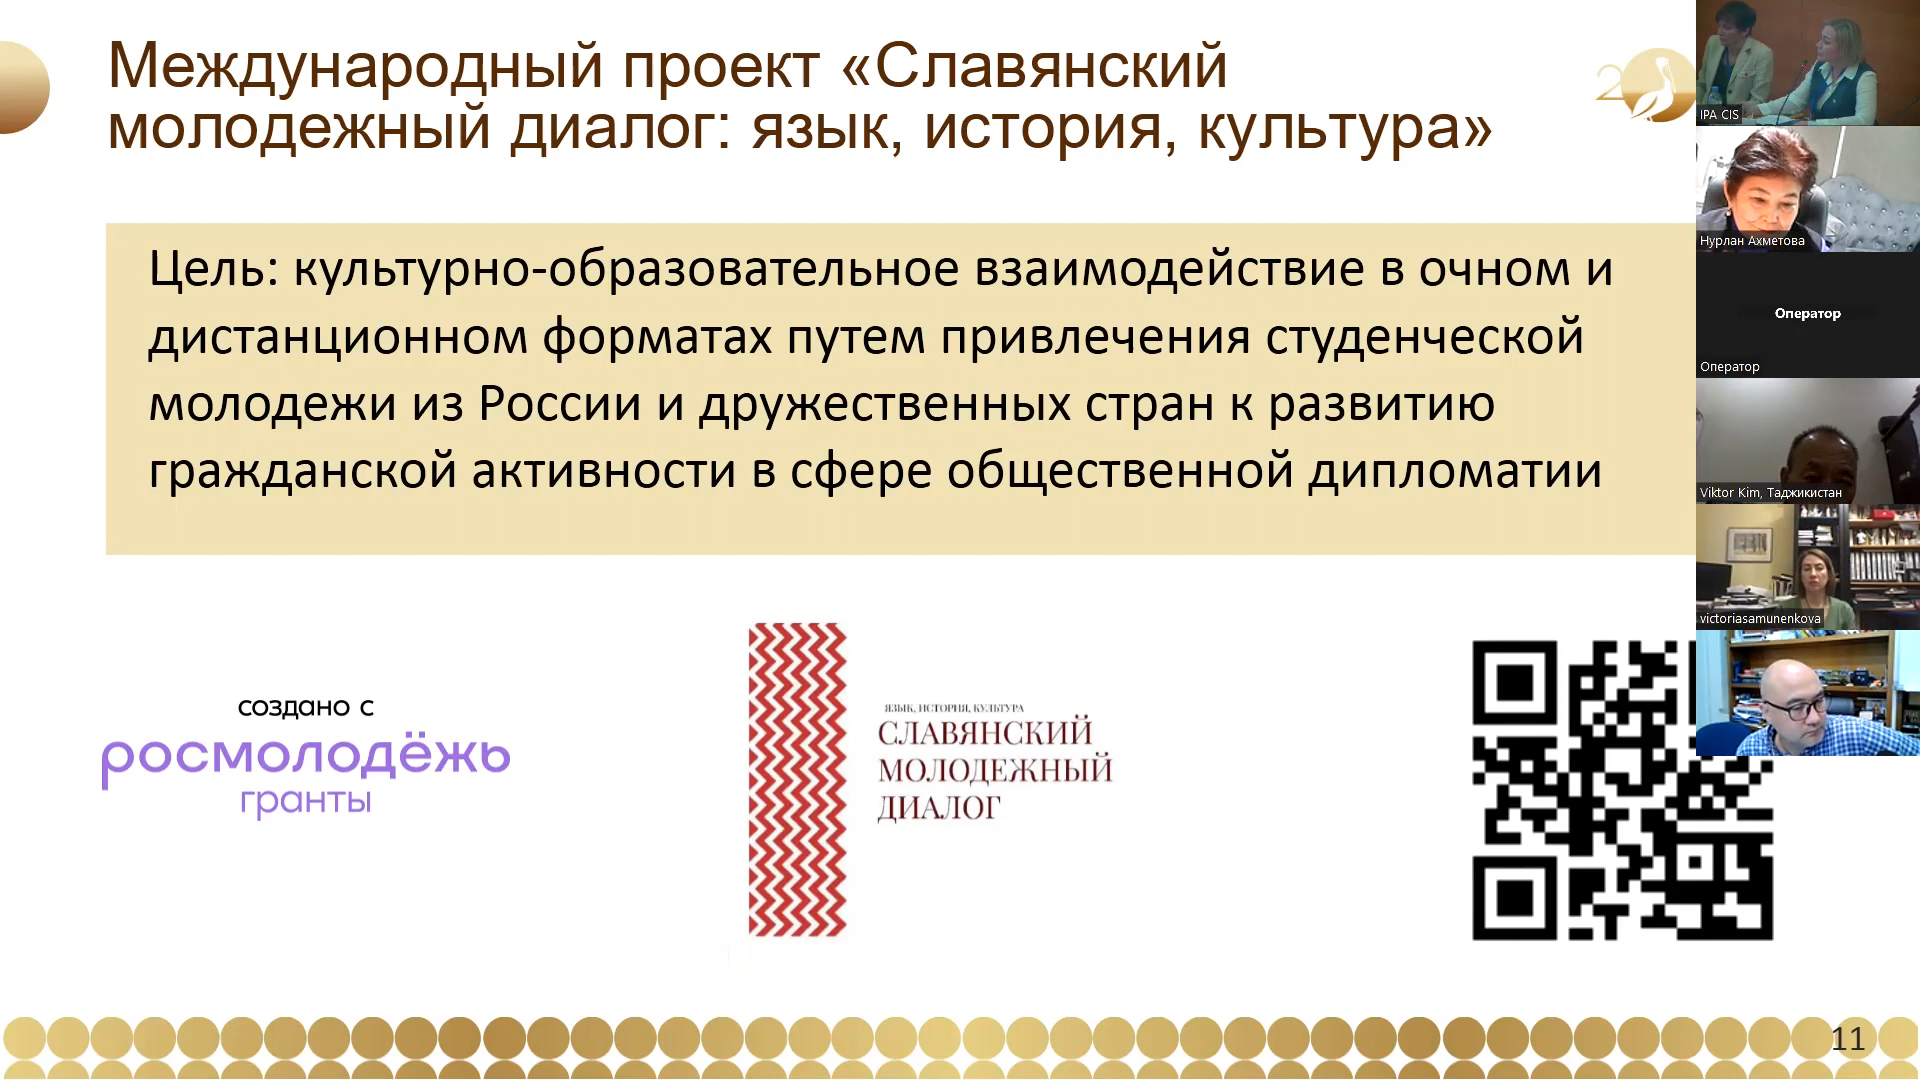 Международный проект «Славянский
молодежный диалог: язык, история, культура»
Цель: культурно-образовательное взаимодействие в очном и
дистанционном форматах путем привлечения студенческой
молодежи из России и дружественных стран к развитию
гражданской активности в сфере общественной дипломатии
создано с
росмолодёжь
гранты
ЯЗЫК, ИСТОРИЯ, КУЛЬТУРА
СЛАВЯНСКИЙ
МОЛОДЕЖНЫЙ
ДИАЛОГ
11
IPA CIS
Нурлан Ахметова
Оператор
Оператор
Viktor Kim, Таджикистан
victoriasamunenkova